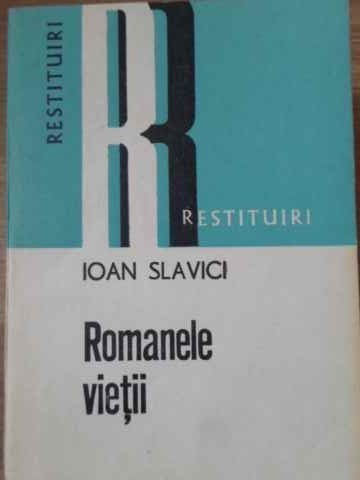 RESTITUIRI
R
RESTITUIRI
IOAN SLAVICI
Romanele
vieții